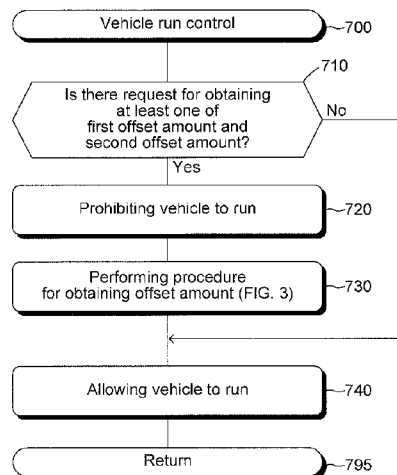 Vehicle run control
700
710
Is there request for obtaining
at least one of
first offset amount and
second offset amount?
No
Yes
Prohibiting vehicle to run
720
Performing procedure
for obtaining offset amount (FIG. 3)
730
Allowing vehicle to run
740
Return
795